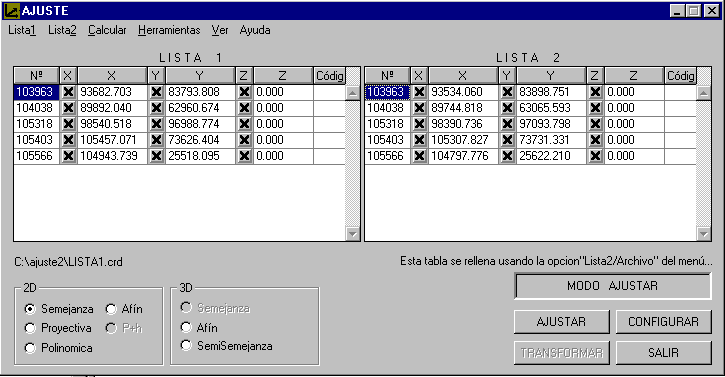 AJUSTE
Lista1 Lista2 Calcular Herramientas Ver Ayuda
LISTA 1 LISTA 2
Nº X X Y Y Z Z Códig Nº X X Y Y Z Z Códig
103963 93682.703 83793.808 0.000 103963 93534.060 83898.751 0.000
104038 89892.040 62960.674 0.000 104038 89744.818 63065.593 0.000
105318 98540.518 96988.774 0.000 105318 98390.736 97093.798 0.000
105403 105457.071 73626.404 0.000 105403 105307.827 73731.331 0.000
105566 104943.739 25518.095 0.000 105566 104797.776 25622.210 0.000
C:\ajuste2\LISTA1.crd Esta tabla se rellena usando la opcion"Lista2/Archivo" del menú...
2D 3D
MODO AJUSTAR
Semejanza Afín Semejanza
Proyectiva P+h Afín AJUSTAR CONFIGURAR
Polinomica SemiSemejanza TRANSFORMAR SALIR